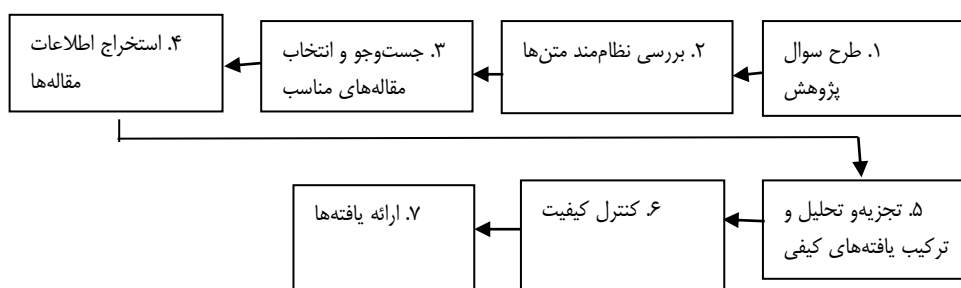 ۱. طرح سوال
پژوهش
۲. بررسی نظام‌مند متن‌ها
۳. جست‌وجو و انتخاب
مقاله‌های مناسب
۴. استخراج اطلاعات
مقاله‌ها
۵. تجزیه‌و تحلیل و
ترکیب یافته‌های کیفی
۶. کنترل کیفیت
۷. ارائه یافته‌ها